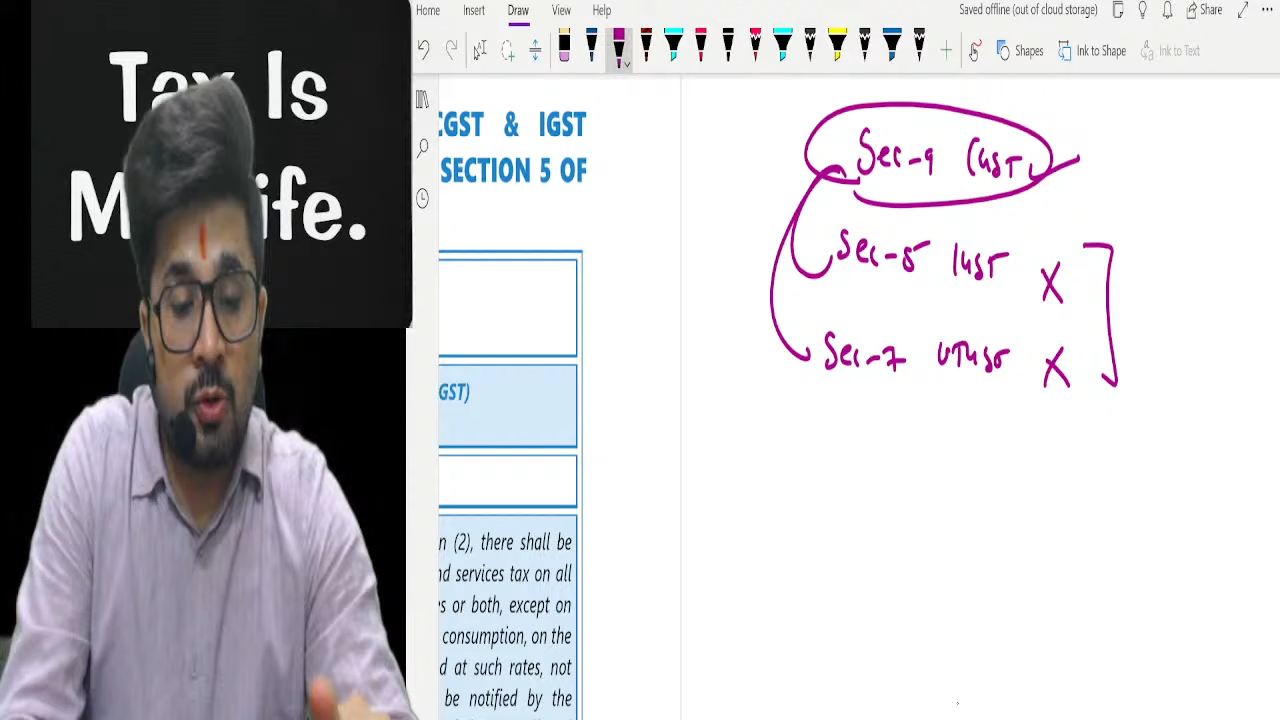 Home Insert Draw View Help
Saved offline (out of cloud storage)
Share
Shapes
Ink to Shape
Ink to Text
Tax Is
My Life.
CGST & IGST
SECTION 5 OF
GST)
n (2), there shall be
nd services tax on all
es or both, except on
consumption, on the
d at such rates, not
be notified by the
Sec-9 CGST
Sec-5 IGST X
Sec-7 UTGST X